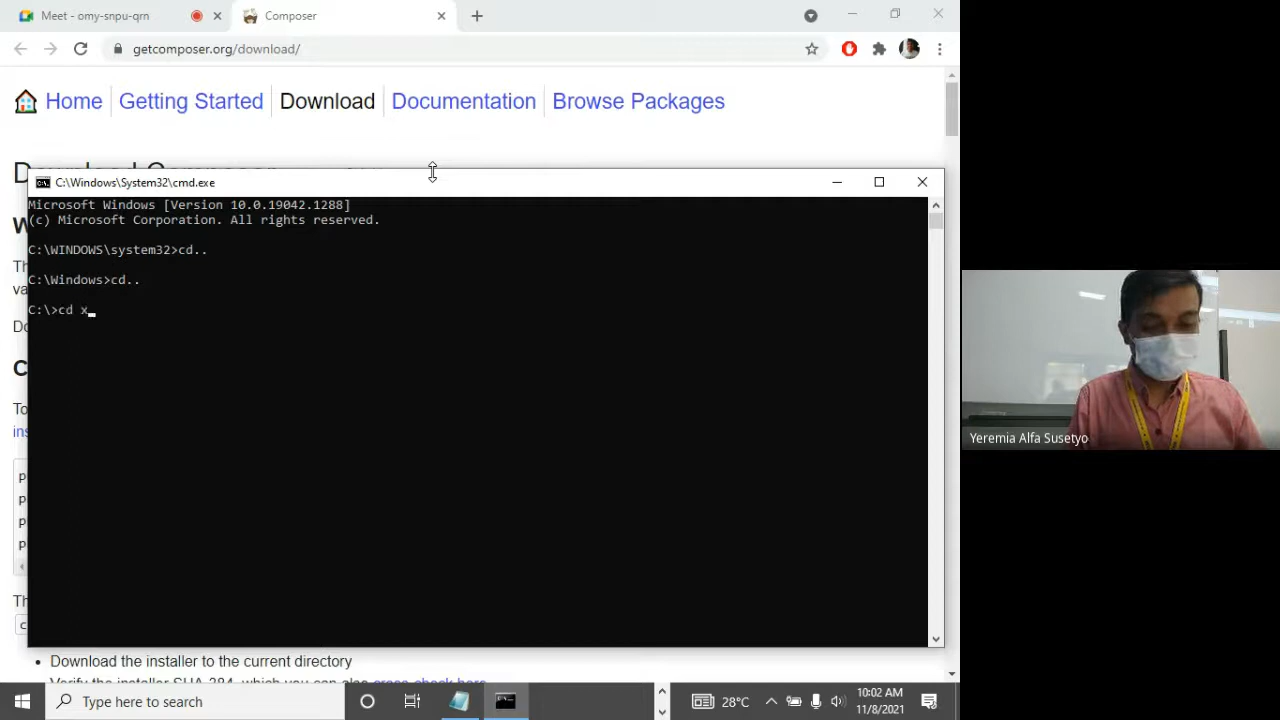 Meet - omy-snpu-qrn
Composer
getcomposer.org/download/
Home
Getting Started
Download
Documentation
Browse Packages
C:\Windows\System32\cmd.exe
Microsoft Windows [Version 10.0.19042.1288]
(c) Microsoft Corporation. All rights reserved.
C:\WINDOWS\system32>cd..
C:\Windows>cd..
C:\>cd x
Yeremia Alfa Susetyo
Download the installer to the current directory
Type here to search
28°C
10:02 AM
11/8/2021